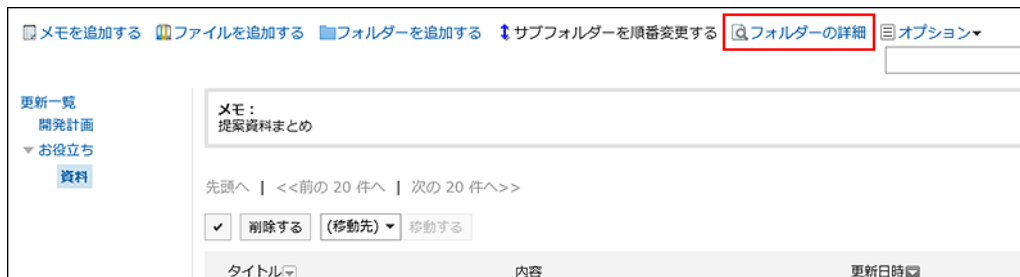 メモを追加する ファイルを追加する フォルダーを追加する サブフォルダーを順番変更する フォルダーの詳細 オプション
更新一覧
開発計画
お役立ち
資料
メモ：
提案資料まとめ
先頭へ | <<前の 20 件へ | 次の 20 件へ>>
削除する (移動先) 移動する
タイトル 内容 更新日時